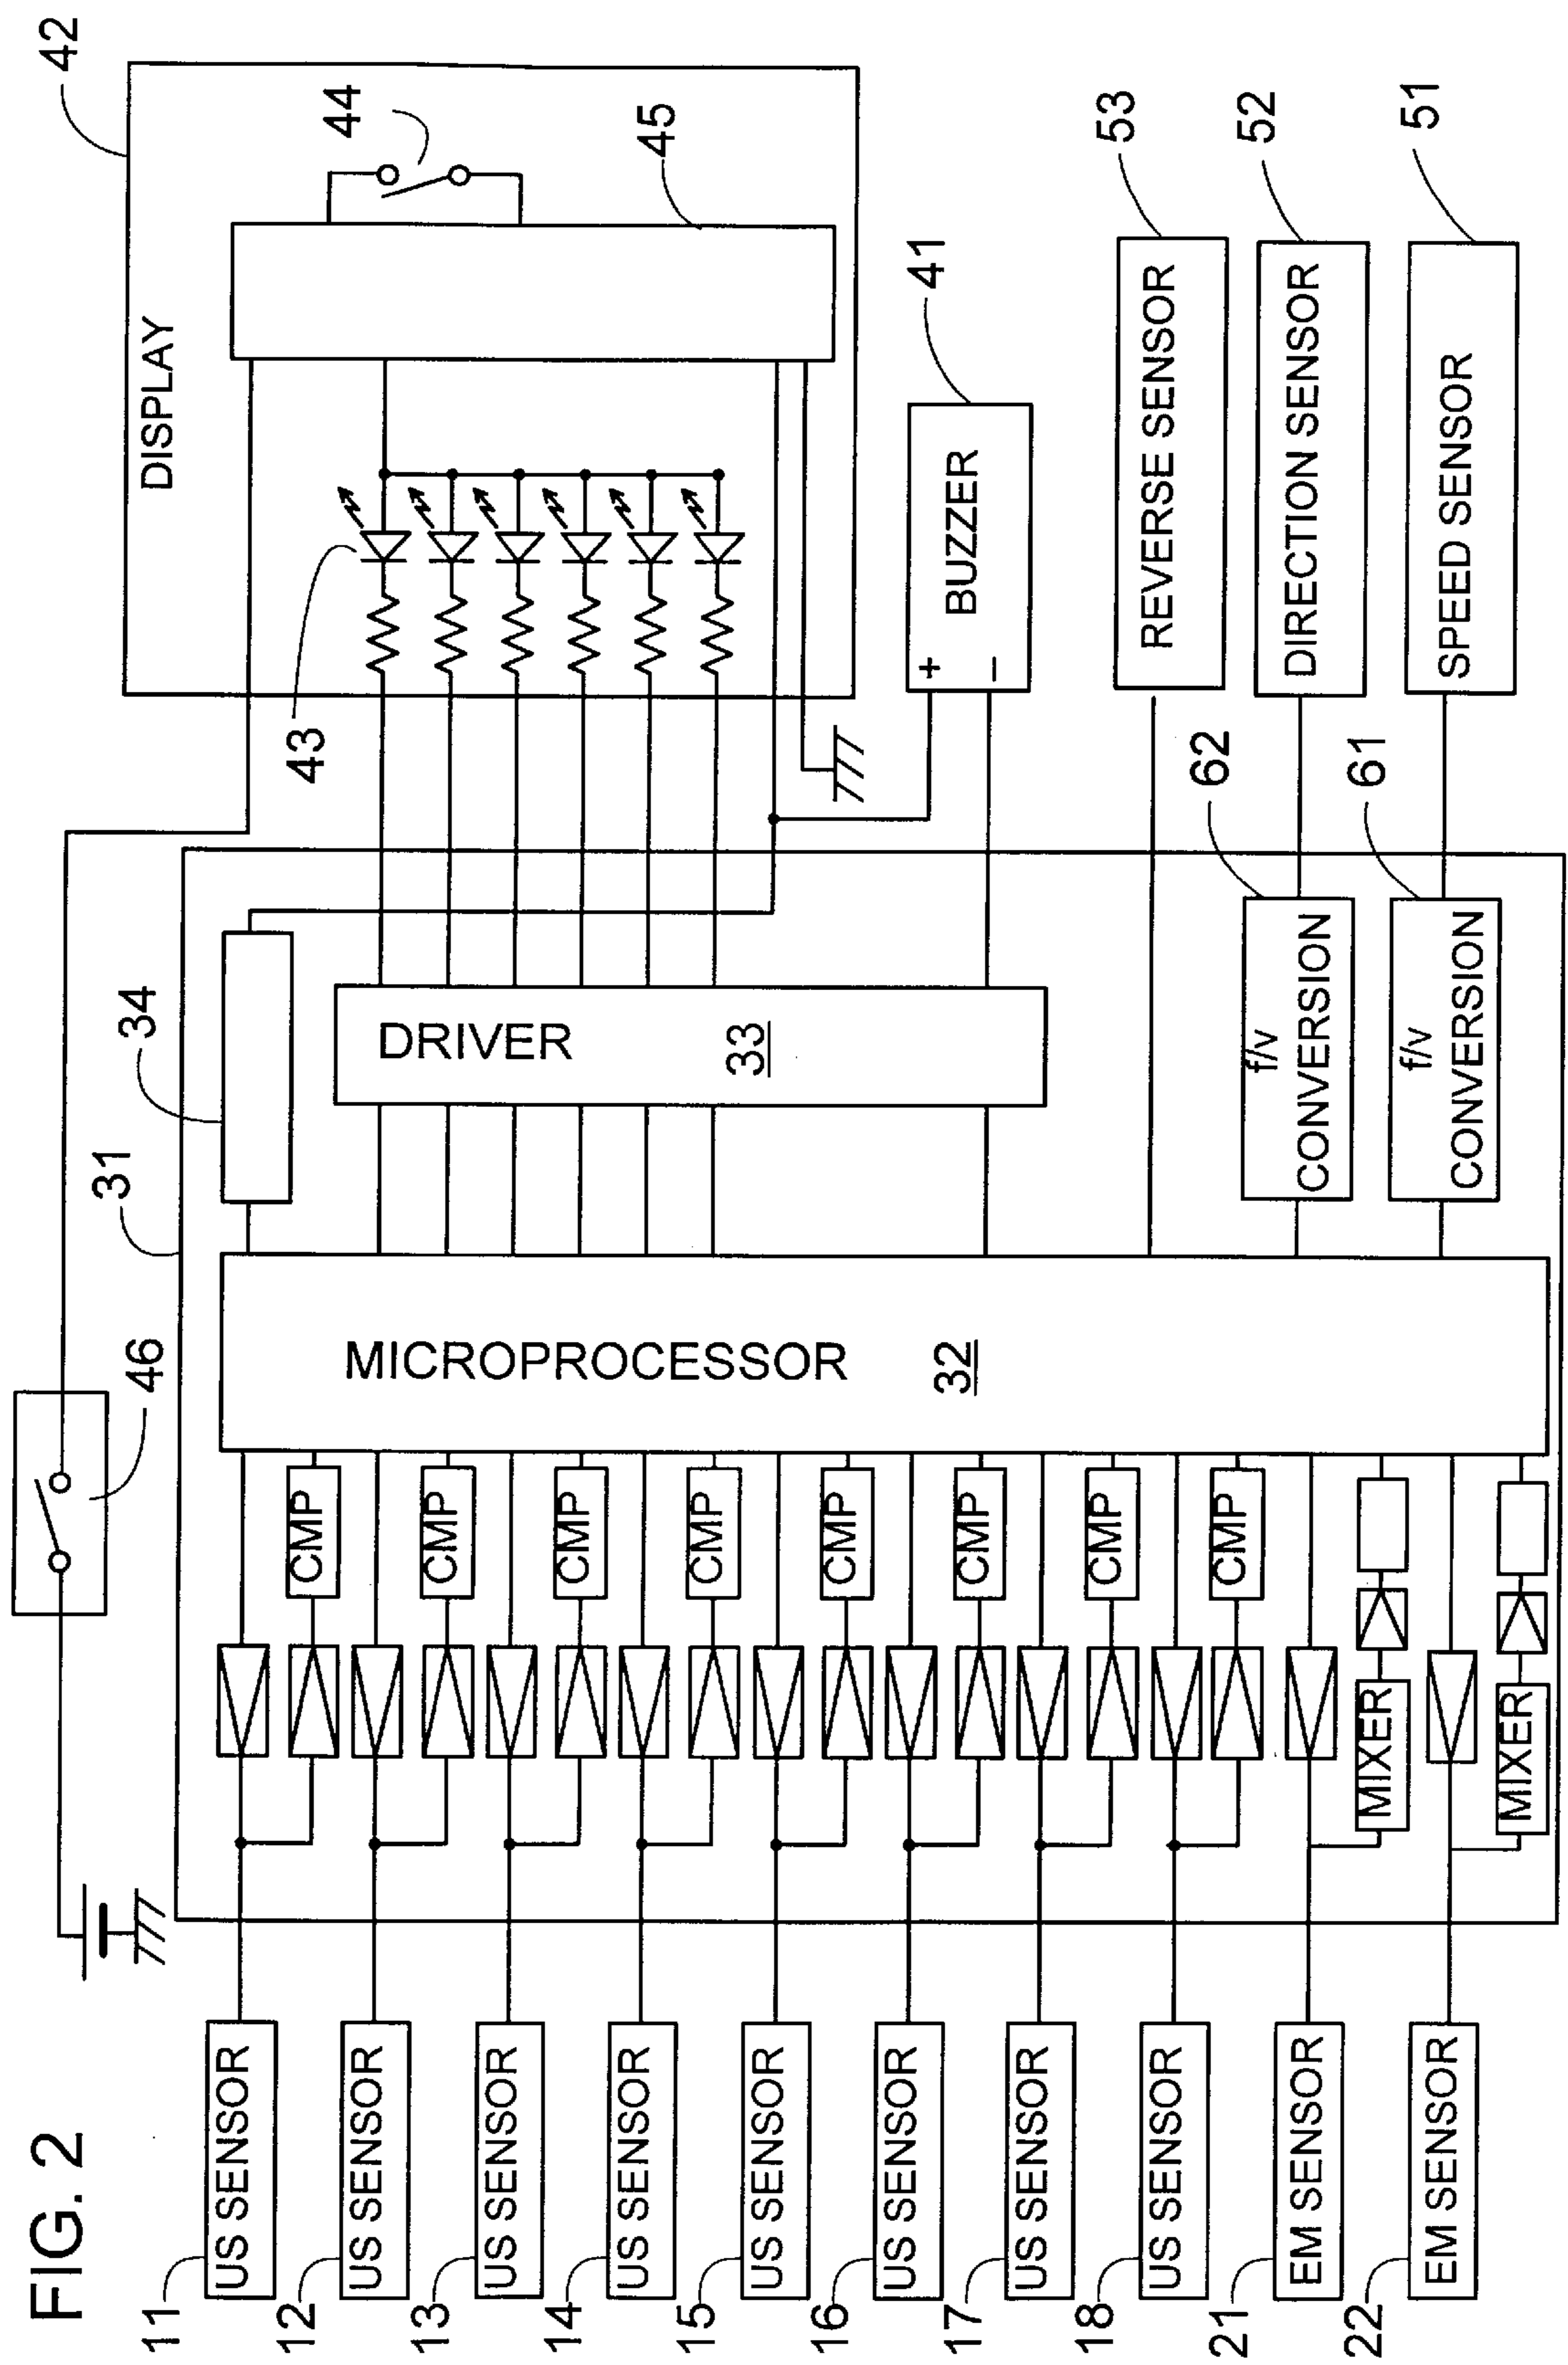 FIG. 2
42
DISPLAY
44
45
43
46
31
34
DRIVER
33
MICROPROCESSOR
32
41
BUZZER
+
−
53
REVERSE SENSOR
52
DIRECTION SENSOR
51
SPEED SENSOR
62
f/v
CONVERSION
61
f/v
CONVERSION
CMP
CMP
CMP
CMP
CMP
CMP
CMP
CMP
MIXER
MIXER
11
US SENSOR
12
US SENSOR
13
US SENSOR
14
US SENSOR
15
US SENSOR
16
US SENSOR
17
US SENSOR
18
US SENSOR
21
EM SENSOR
22
EM SENSOR